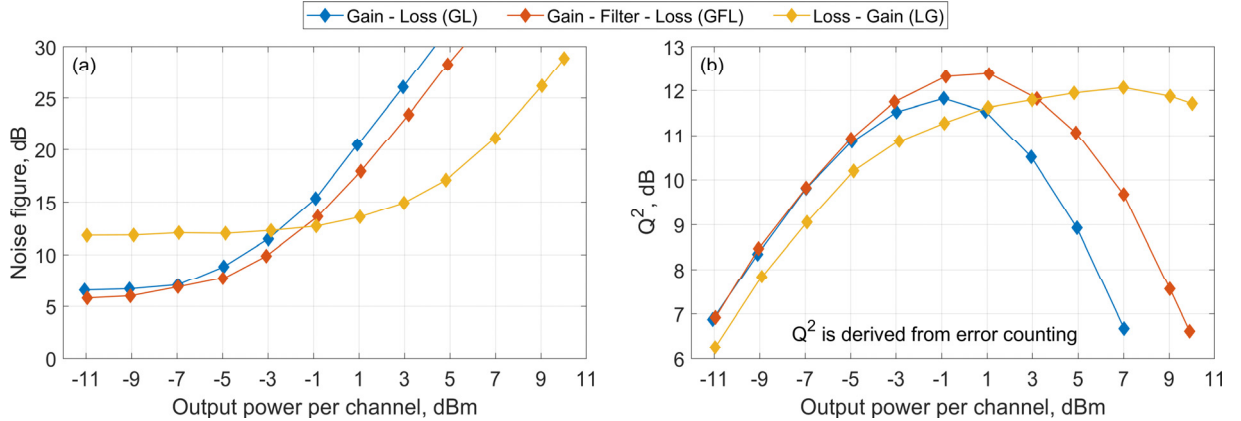 Gain - Loss (GL) Gain - Filter - Loss (GFL) Loss - Gain (LG)
(a)
Noise figure, dB
30
25
20
15
10
5
0
-11 -9 -7 -5 -3 -1 1 3 5 7 9 11
Output power per channel, dBm
(b)
Q², dB
13
12
11
10
9
8
7
6
Q² is derived from error counting
-11 -9 -7 -5 -3 -1 1 3 5 7 9 11
Output power per channel, dBm